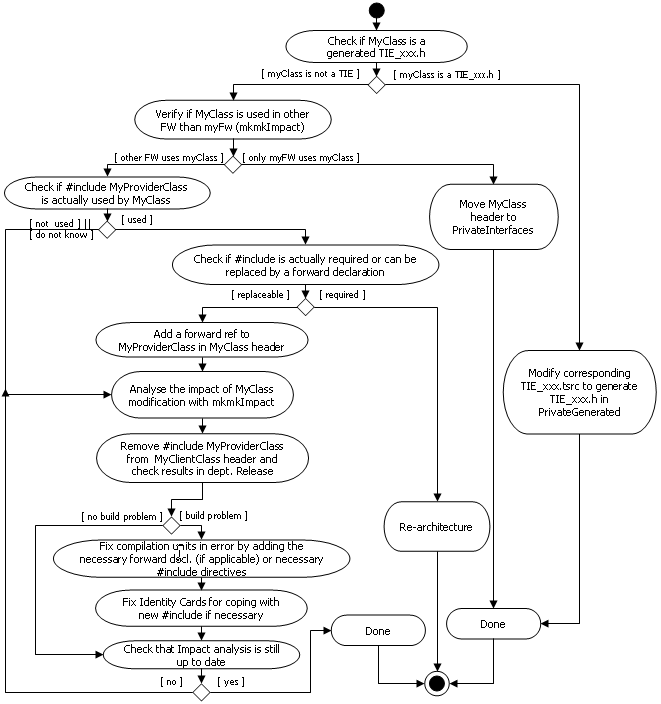 Check if MyClass is a
generated TIE_xxx.h
[ myClass is not a TIE ]
[ myClass is a TIE_xxx.h ]
Verify if MyClass is used in other
FW than myFw (mkmkImpact)
[ other FW uses myClass ]
[ only myFW uses myClass ]
Check if #include MyProviderClass
is actually used by MyClass
Move MyClass
header to
PrivateInterfaces
[ not used ] ||
[ do not know ]
[ used ]
Check if #include is actually required or can be
replaced by a forward declaration
[ replaceable ]
[ required ]
Add a forward ref to
MyProviderClass in MyClass header
Modify corresponding
TIE_xxx.tsrc to generate
TIE_xxx.h in
PrivateGenerated
Analyse the impact of MyClass
modification with mkmkImpact
Remove #include MyProviderClass
from MyClientClass header and
check results in dept. Release
[ no build problem ]
[ build problem ]
Re-architecture
Fix compilation units in error by adding the
necessary forward decl. (if applicable) or necessary
#include directives
Fix Identity Cards for coping with
new #include if necessary
Done
Done
Check that Impact analysis is still
up to date
[ no ]
[ yes ]